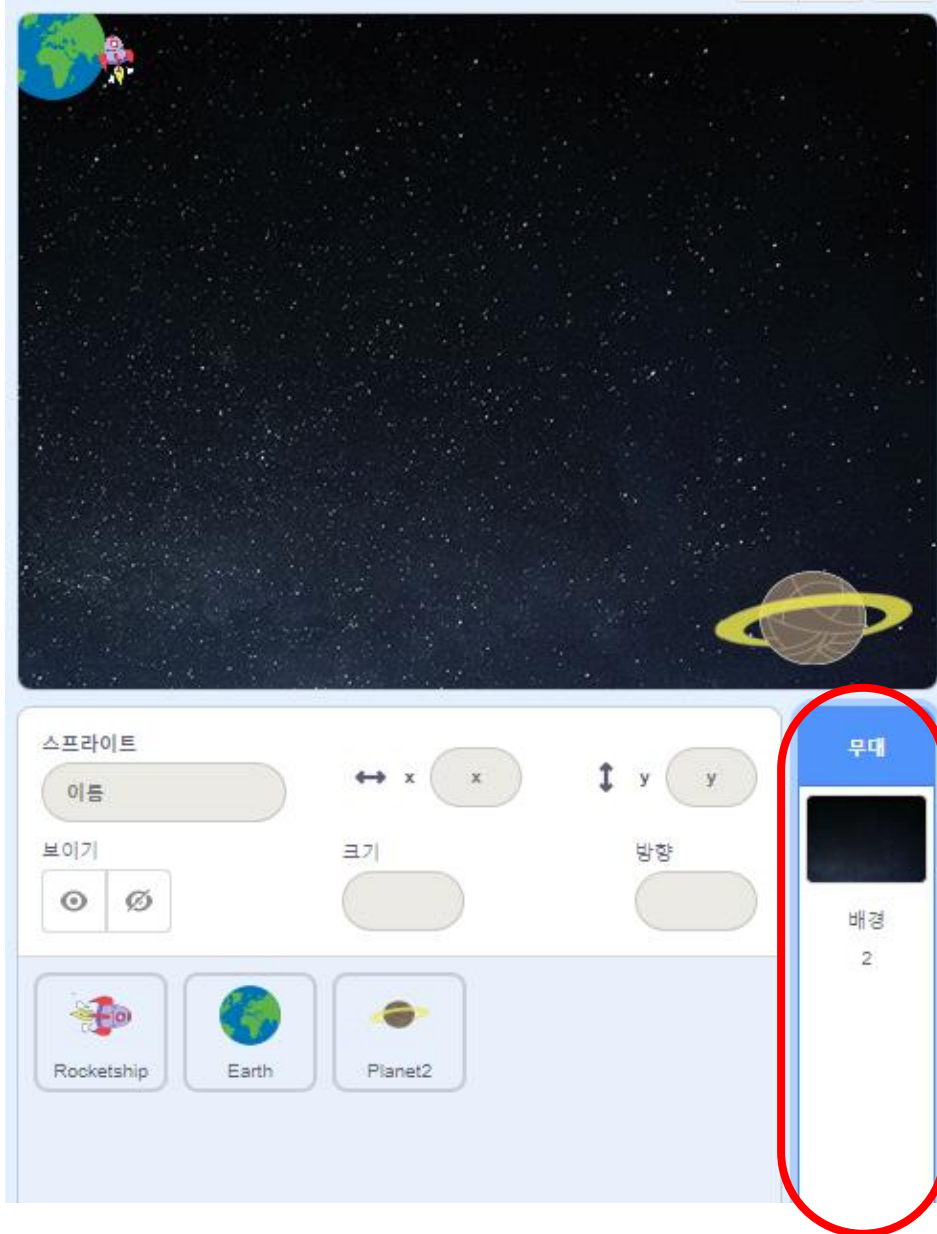 스프라이트
이름
x
x
y
y
무대
보이기
크기
방향
배경
2
Rocketship
Earth
Planet2